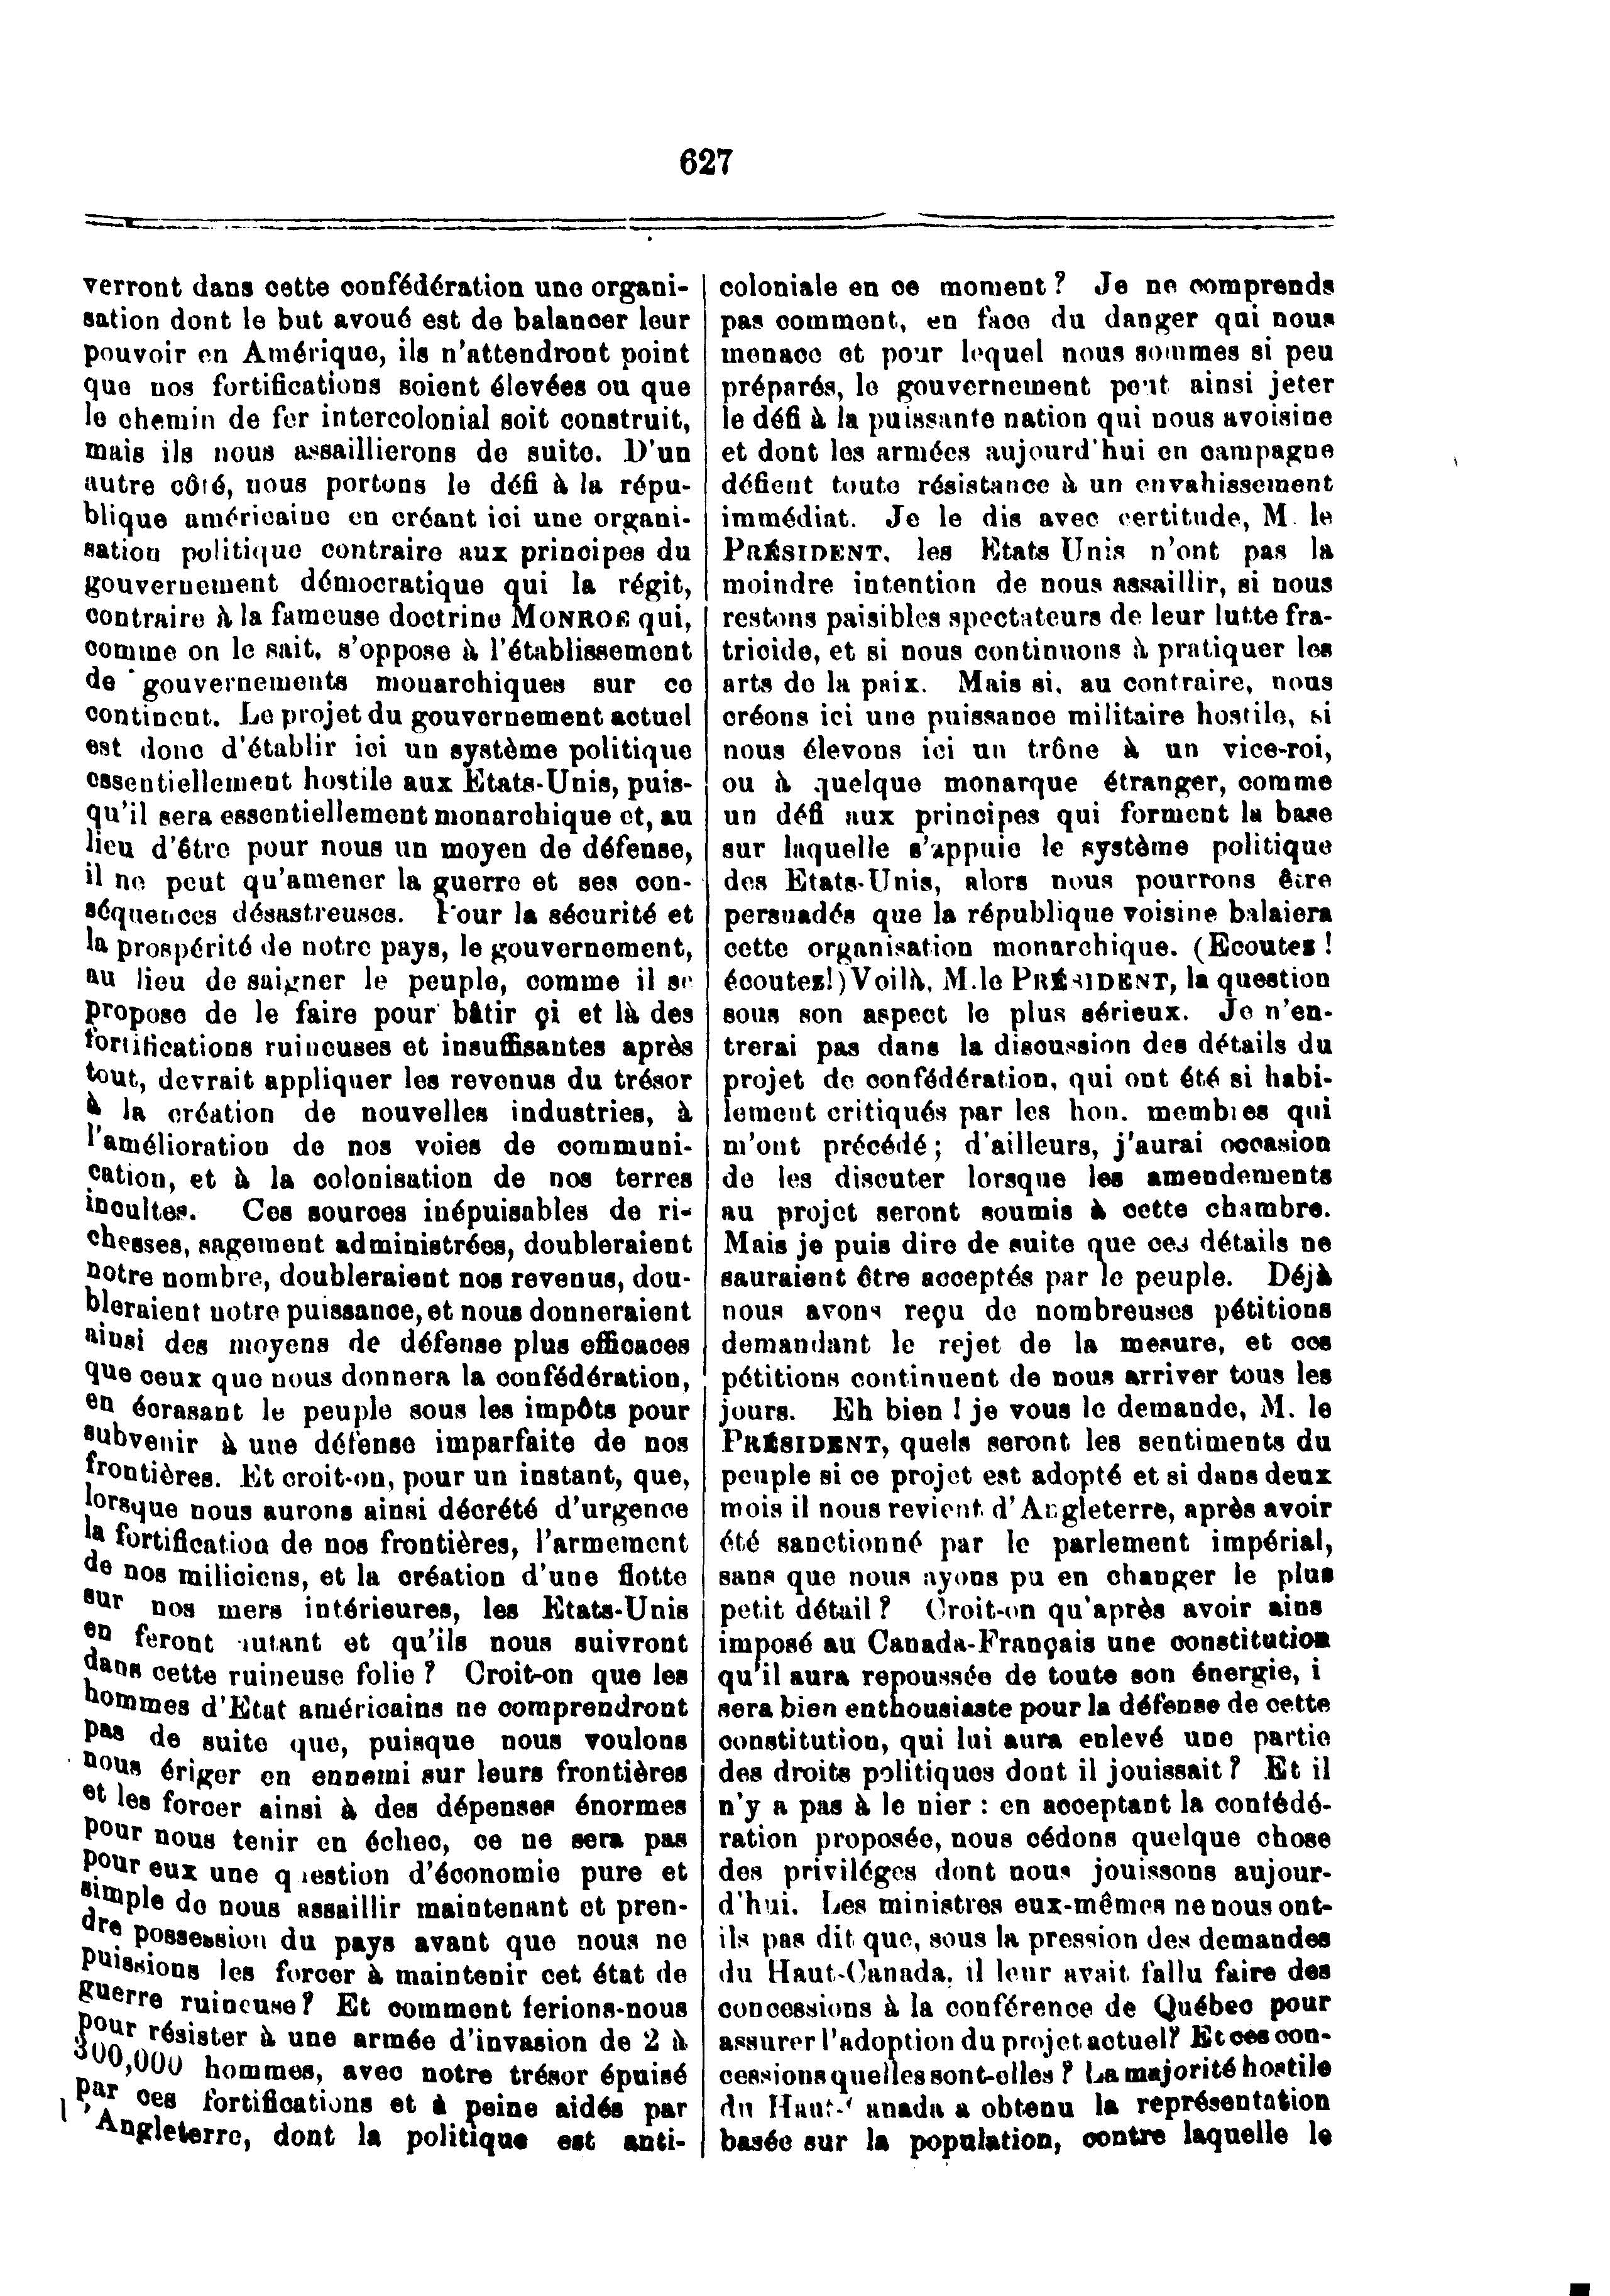 627
verront dans cette confédération une organi-
sation dont le but avoué est de balancer leur
pouvoir en Amérique, ils n'attendront point
que nos fortifications soient élevées ou que
le chemin de fer intercolonial soit construit,
mais ils nous assaillierons de suite. D'un
autre côté, nous portons le défi à la répu-
blique américaine en créant ici une organi-
sation politique contraire aux principes du
gouvernement démocratique qui la régit,
contraire à la fameuse doctrine MONROE qui,
comme on le sait, s'oppose à l'établissement
de gouvernements monarchiques sur ce
continent. Le projet du gouvernement actuel
est donc d'établir ici un système politique
essentiellement hostile aux Etats-Unis, puis-
qu'il sera essentiellement monarchique et, au
lieu d'être pour nous un moyen de défense,
il ne peut qu'amener la guerre et ses con-
séquences désastreuses. Pour la sécurité et
la prospérité de notre pays, le gouvernement,
au lieu de saigner le peuple, comme il se
propose de le faire pour bâtir çi et là des
fortifications ruineuses et insuffisantes après
tout, devrait appliquer les revenus du trésor
à la création de nouvelles industries, à
l'amélioration de nos voies de communi-
cation, et à la colonisation de nos terres
incultes. Ces sources inépuisables de ri-
chesses, sagement administrées, doubleraient
notre nombre, doubleraient nos revenus, dou-
bleraient notre puissance, et nous donneraient
ainsi des moyens de défense plus efficaces
que ceux que nous donnera la confédération,
en écrasant le peuple sous les impôts pour
subvenir à une défense imparfaite de nos
frontières. Et croit-on, pour un instant, que,
lorsque nous aurons ainsi décrété d'urgence
la fortification de nos frontières, l'armement
de nos miliciens, et la création d'une flotte
sur nos mers intérieures, les Etats-Unis
en feront autant et qu'ils nous suivront
dans cette ruineuse folie ? Croit-on que les
hommes d'Etat américains ne comprendront
pas de suite que, puisque nous voulons
nous ériger en ennemi sur leurs frontières
et les forcer ainsi à des dépenses énormes
pour nous tenir en échec, ce ne sera pas
pour eux une question d'économie pure et
simple de nous assaillir maintenant et pren-
dre possession du pays avant que nous ne
puissions les forcer à maintenir cet état de
guerre ruineuse? Et comment ferions-nous
pour résister à une armée d'invasion de 2 à
300,000 hommes, avec notre trésor épuisé
par ces fortifications et à peine aidés par
l'Angleterre, dont la politique est anti-
coloniale en ce moment ? Je ne comprends
pas comment, en face du danger qui nous
menace et pour lequel nous sommes si peu
préparés, le gouvernement peut ainsi jeter
le défi à la puissante nation qui nous avoisine
et dont les armées aujourd'hui en campagne
défient toute résistance à un envahissement
immédiat. Je le dis avec certitude, M. le
PRÉSIDENT, les Etats Unis n'ont pas la
moindre intention de nous assaillir, si nous
restons paisibles spectateurs de leur lutte fra-
tricide, et si nous continuons à pratiquer les
arts de la paix. Mais si, au contraire, nous
créons ici une puissance militaire hostile, si
nous élevons ici un trône à un vice-roi,
ou à quelque monarque étranger, comme
un défi aux principes qui forment la base
sur laquelle s'appuie le système politique
des Etats-Unis, alors nous pourrons être
persuadés que la république voisine balaiera
cette organisation monarchique. (Ecoutez !
écoutez!) Voilà, M. le PRÉSIDENT, la question
sous son aspect le plus sérieux. Je n'en-
trerai pas dans la discussion des détails du
projet de confédération, qui ont été si habi-
lement critiqués par les hon. membres qui
m'ont précédé ; d'ailleurs, j'aurai occasion
de les discuter lorsque les amendements
au projet seront soumis à cette chambre.
Mais je puis dire de suite que ces détails ne
sauraient être acceptés par le peuple. Déjà
nous avons reçu de nombreuses pétitions
demandant le rejet de la mesure, et ces
pétitions continuent de nous arriver tous les
jours. Eh bien ! je vous le demande, M. le
PRÉSIDENT, quels seront les sentiments du
peuple si ce projet est adopté et si dans deux
mois il nous revient d'Angleterre, après avoir
été sanctionné par le parlement impérial,
sans que nous ayons pu en changer le plus
petit détail ? Croit-on qu'après avoir ains
imposé au Canada-Français une constitution
qu'il aura repoussée de toute son énergie, i
sera bien enthousiaste pour la défense de cette
constitution, qui lui aura enlevé une partie
des droits politiques dont il jouissait ? Et il
n'y a pas à le nier : en acceptant la confédé-
ration proposée, nous cédons quelque chose
des priviléges dont nous jouissons aujour-
d'hui. Les ministres eux-mêmes ne nous ont-
ils pas dit que, sous la pression des demandes
du Haut-Canada, il leur avait fallu faire des
concessions à la conférence de Québec pour
assurer l'adoption du projet actuel? Et ces con-
cessions quelles sont-elles ? La majorité hostile
du Haut-Canada a obtenu la représentation
basée sur la population, contre laquelle le